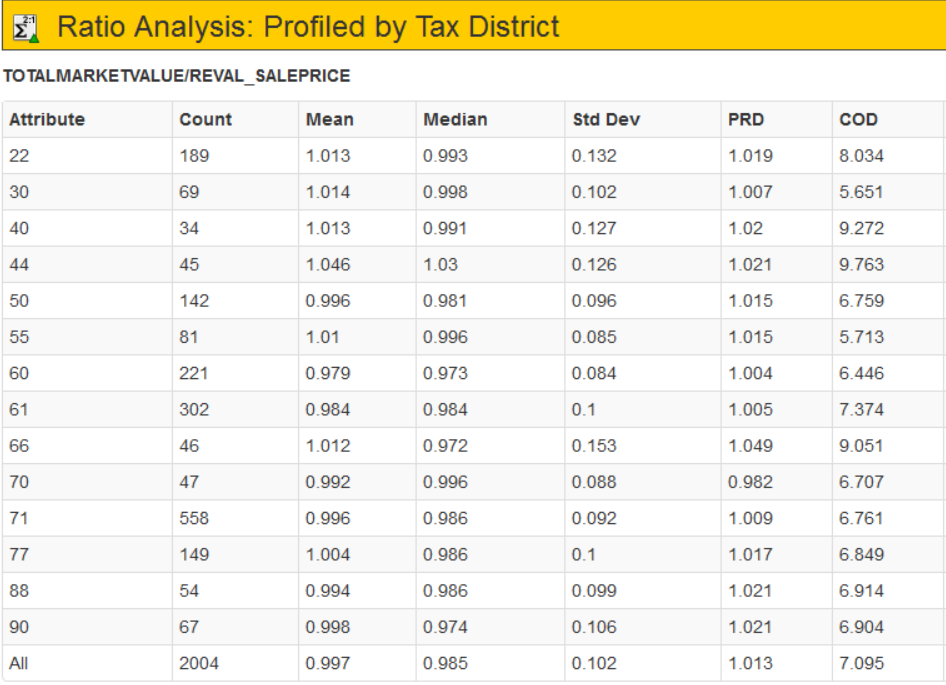 2:1
Σ
Ratio Analysis: Profiled by Tax District
TOTALMARKETVALUE/REVAL_SALEPRICE
Attribute Count Mean Median Std Dev PRD COD
22 189 1.013 0.993 0.132 1.019 8.034
30 69 1.014 0.998 0.102 1.007 5.651
40 34 1.013 0.991 0.127 1.02 9.272
44 45 1.046 1.03 0.126 1.021 9.763
50 142 0.996 0.981 0.096 1.015 6.759
55 81 1.01 0.996 0.085 1.015 5.713
60 221 0.979 0.973 0.084 1.004 6.446
61 302 0.984 0.984 0.1 1.005 7.374
66 46 1.012 0.972 0.153 1.049 9.051
70 47 0.992 0.996 0.088 0.982 6.707
71 558 0.996 0.986 0.092 1.009 6.761
77 149 1.004 0.986 0.1 1.017 6.849
88 54 0.994 0.986 0.099 1.021 6.914
90 67 0.998 0.974 0.106 1.021 6.904
All 2004 0.997 0.985 0.102 1.013 7.095